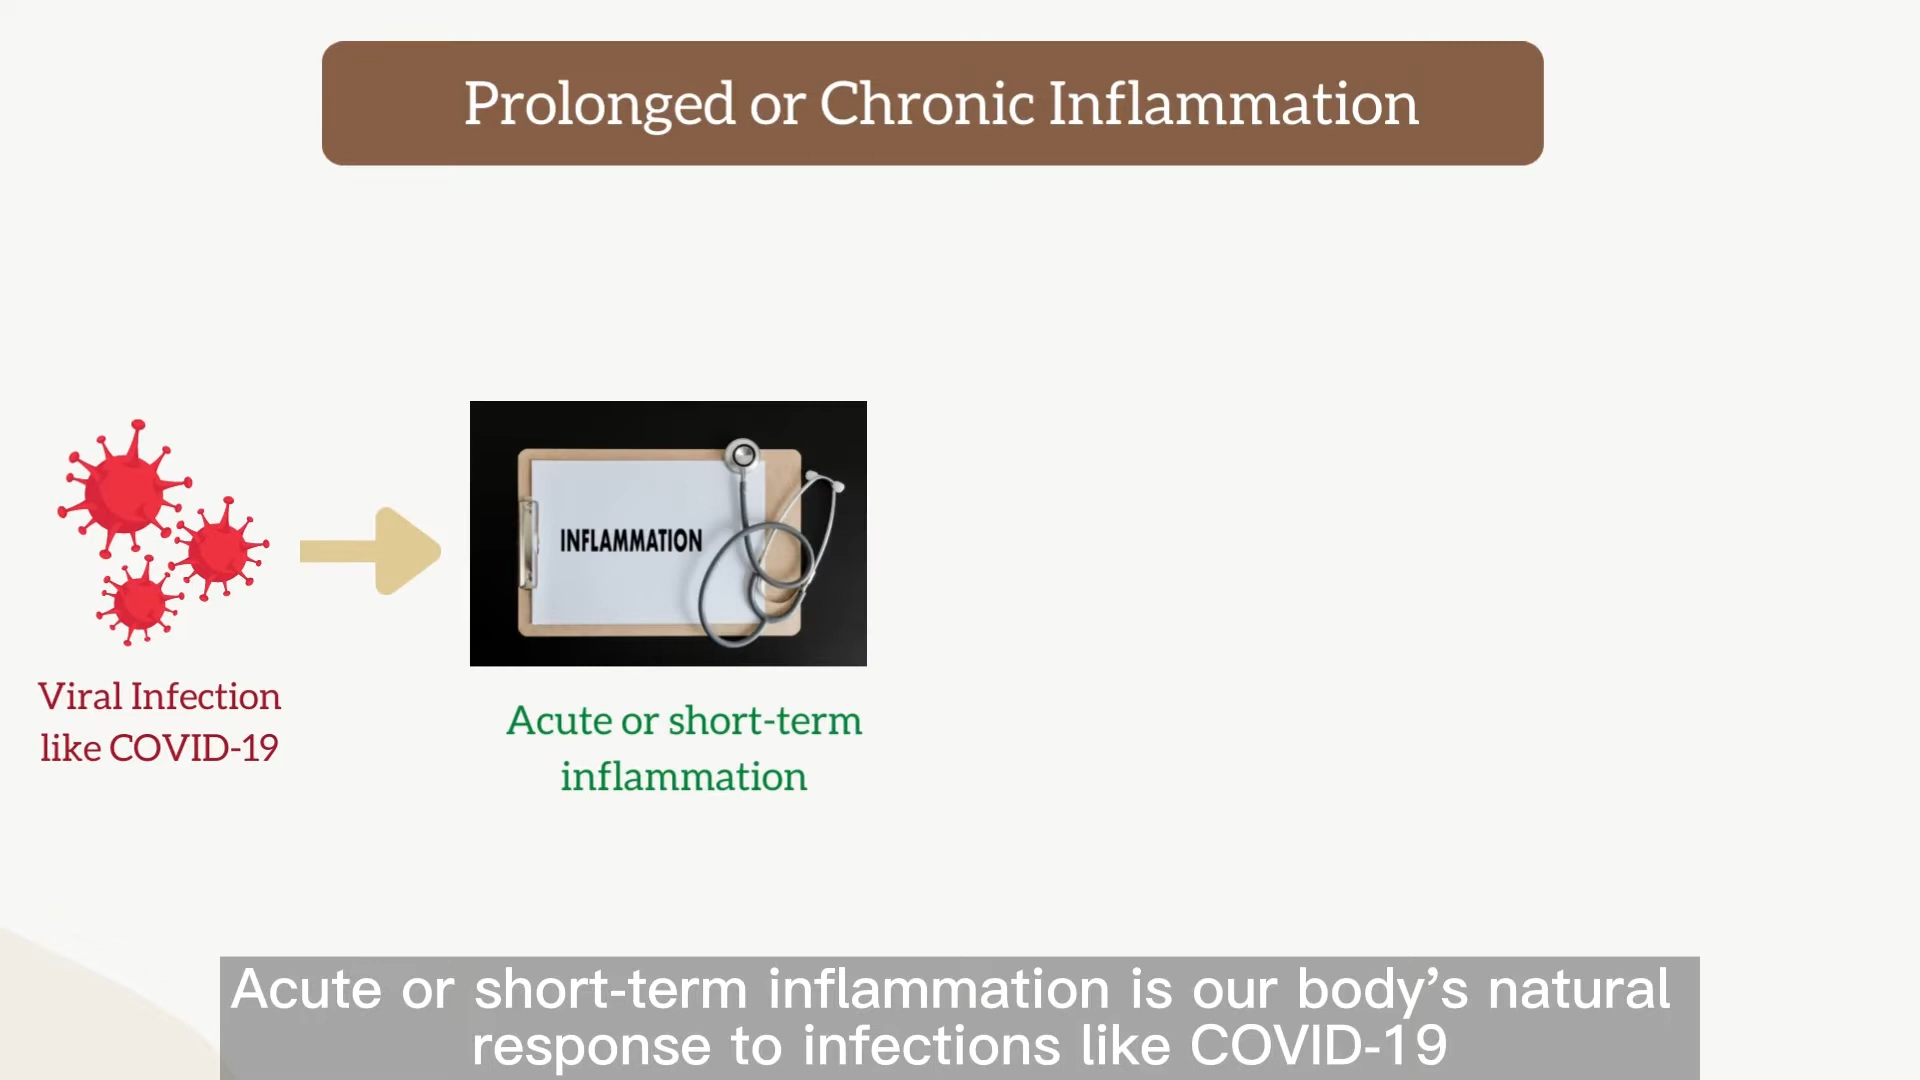 Prolonged or Chronic Inflammation
INFLAMMATION
Viral Infection
like COVID-19
Acute or short-term
inflammation
Acute or short-term inflammation is our body’s natural
response to infections like COVID-19